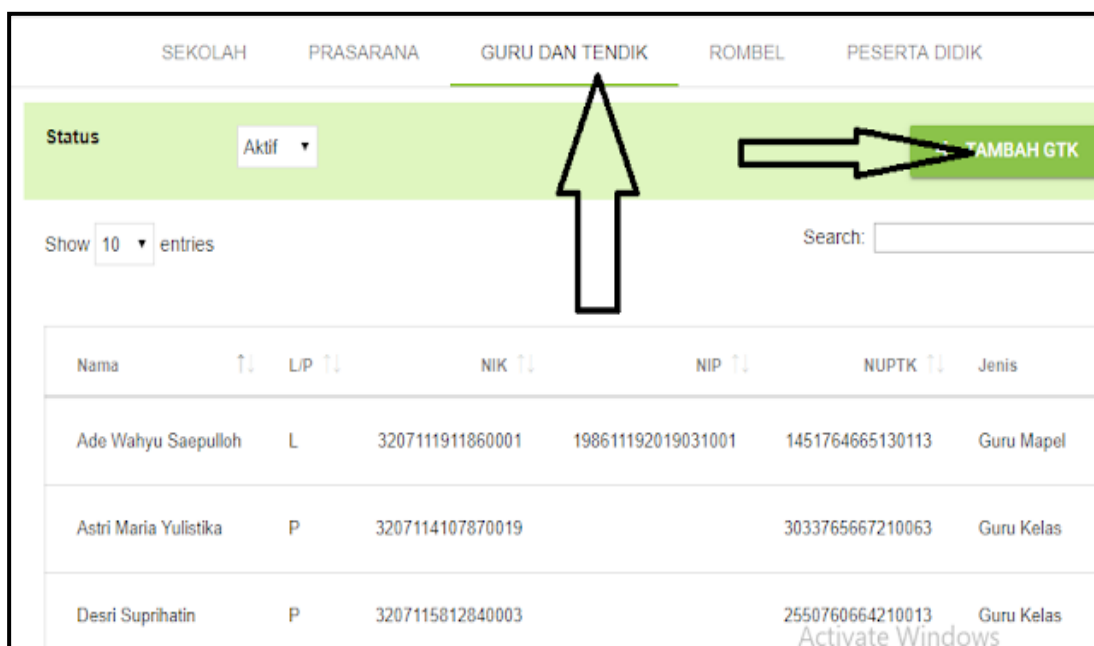 SEKOLAH PRASARANA GURU DAN TENDIK ROMBEL PESERTA DIDIK
Status Aktif TAMBAH GTK
Show 10 entries Search:
Nama L/P NIK NIP NUPTK Jenis
Ade Wahyu Saepulloh L 3207111911860001 198611192019031001 1451764665130113 Guru Mapel
Astri Maria Yulistika P 3207114107870019 3033765667210063 Guru Kelas
Desri Suprihatin P 3207115812840003 2550760664210013 Guru Kelas
Activate Windows